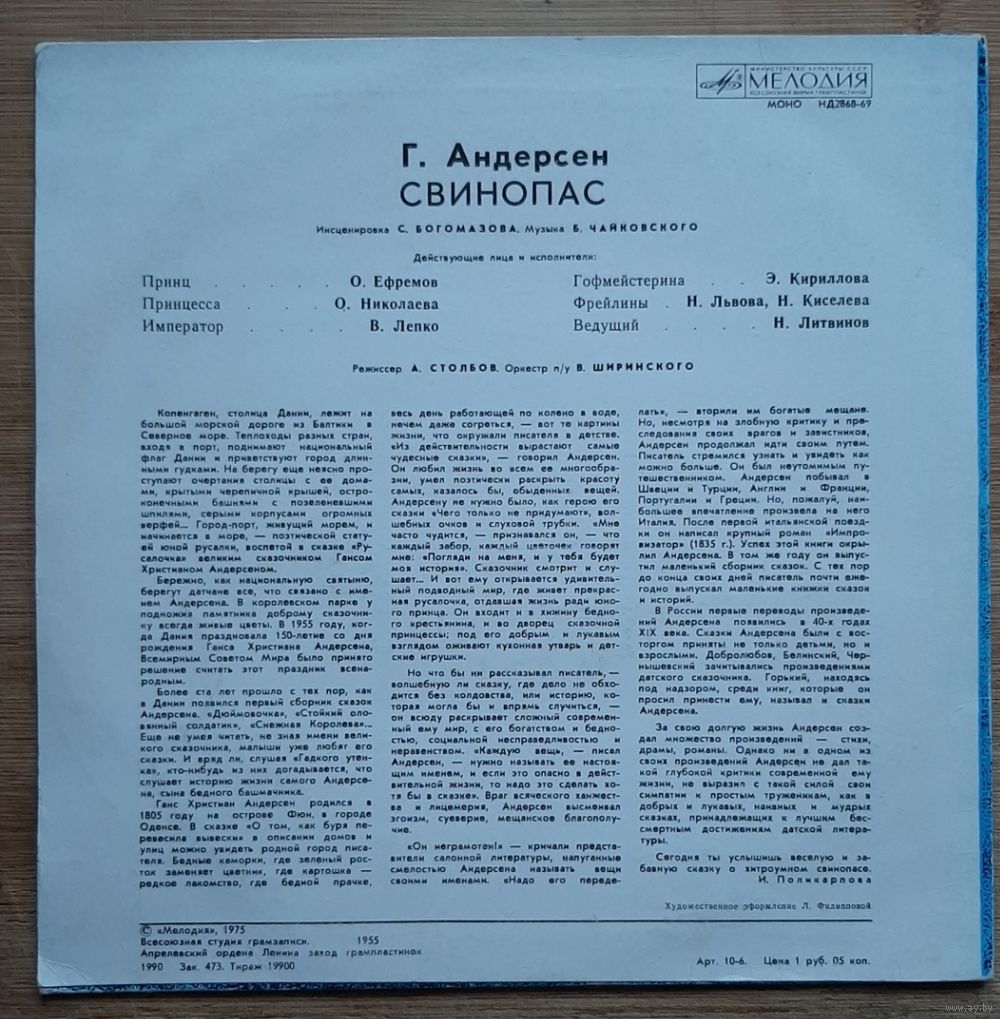 МИНИСТЕРСТВО КУЛЬТУРЫ СССР
МЕЛОДИЯ
ВСЕСОЮЗНАЯ ФИРМА ГРАМПЛАСТИНОК
МОНО НД2868-69
Г. Андерсен
СВИНОПАС
Инсценировка С. БОГОМАЗОВА. Музыка Б. ЧАЙКОВСКОГО
Действующие лица и исполнители:
Принц . . . . . О. Ефремов
Принцесса . . . . О. Николаева
Император . . . . В. Лепко
Гофмейстерина . . Э. Кириллова
Фрейлины . Н. Львова, Н. Киселева
Ведущий . . . . Н. Литвинов
Режиссер А. СТОЛБОВ. Оркестр п/у В. ШИРИНСКОГО
Копенгаген, столица Дании, лежит на
большой морской дороге из Балтики в
Северное море. Теплоходы разных стран,
входя в порт, поднимают национальный
флаг Дании и приветствуют город длин-
ными гудками. На берегу еще неясно про-
ступают очертания столицы с ее дома-
ми, крытыми черепичной крышей, остро-
конечными башнями с позеленевшими
шпилями, серыми корпусами огромных
верфей... Город-порт, живущий морем, и
начинается в море, — поэтической стату-
ей юной русалки, воспетой в сказке «Ру-
салочка» великим сказочником Гансом
Христианом Андерсеном.
Бережно, как национальную святыню,
берегут датчане все, что связано с име-
нем Андерсена. В королевском парке у
подножия памятника доброму сказочни-
ку всегда живые цветы. В 1955 году, ког-
да Дания праздновала 150-летие со дня
рождения Ганса Христиана Андерсена,
Всемирным Советом Мира было принято
решение считать этот праздник всена-
родным.
Более ста лет прошло с тех пор, как
в Дании появился первый сборник сказок
Андерсена. «Дюймовочка», «Стойкий оло-
вянный солдатик», «Снежная Королева»...
Еще не умея читать, не зная имени вели-
кого сказочника, малыши уже любят его
сказки. И вряд ли, слушая «Гадкого утен-
ка», кто-нибудь из них догадывается, что
слушает историю жизни самого Андерсе-
на, сына бедного башмачника.
Ганс Христиан Андерсен родился в
1805 году на острове Фюн, в городе
Оденсе. В сказке «О том, как буря пе-
ревесила вывески» в описании домов и
улиц можно увидеть родной город писа-
теля. Бедные каморки, где зеленый рос-
ток заменяет цветник, где картошка —
редкое лакомство, где бедной прачке,
весь день работающей по колено в воде,
нечем даже согреться, — вот те картины
жизни, что окружали писателя в детстве.
«Из действительности вырастают самые
чудесные сказки», — говорил Андерсен.
Он любил жизнь во всем ее многообра-
зии, умел поэтически раскрыть красоту
самых, казалось бы, обыденных вещей.
Андерсену не нужно было, как герою его
сказки «Чего только не придумают», вол-
шебных очков и слуховой трубки. «Мне
часто чудится, — признавался он, — что
каждый забор, каждый цветочек говорят
мне: «Погляди на меня, и у тебя будет
моя история». Сказочник смотрит и слу-
шает... И вот ему открывается удивитель-
ный подводный мир, где живет прекрас-
ная русалочка, отдавшая жизнь ради юно-
го принца. Он входит и в хижину бедно-
го крестьянина, и во дворец сказочной
принцессы; под его добрым и лукавым
взглядом оживают кухонная утварь и дет-
ские игрушки.
Но что бы ни рассказывал писатель, —
волшебную ли сказку, где дело не обхо-
дится без колдовства, или историю, ко-
торая могла бы и впрямь случиться, —
он всюду раскрывает сложный современ-
ный ему мир, с его богатством и бедно-
стью, социальной несправедливостью и
неравенством. «Каждую вещь, — писал
Андерсен, — нужно называть ее настоя-
щим именем, и если это опасно в дейст-
вительной жизни, то надо это сделать хо-
тя бы в сказке». Враг всяческого ханжест-
ва и лицемерия, Андерсен высмеивал
эгоизм, суеверие, мещанское благополу-
чие.
«Он неграмотен!» — кричали предста-
вители салонной литературы, напуганные
смелостью Андерсена называть вещи
своими именами. «Надо его переде-
лать», — вторили им богатые мещане.
Но, несмотря на злобную критику и пре-
следования своих врагов и завистников,
Андерсен продолжал идти своим путем.
Писатель стремился узнать и увидеть как
можно больше. Он был неутомимым пу-
тешественником. Андерсен побывал в
Швеции и Турции, Англии и Франции,
Португалии и Греции. Но, пожалуй, наи-
большее впечатление произвела на него
Италия. После первой итальянской поезд-
ки он написал крупный роман «Импро-
визатор» (1835 г.). Успех этой книги окры-
лил Андерсена. В том же году он выпус-
тил маленький сборник сказок. С тех пор
до конца своих дней писатель почти еже-
годно выпускал маленькие книжки сказок
и историй.
В России первые переводы произведе-
ний Андерсена появились в 40-х годах
XIX века. Сказки Андерсена были с вос-
торгом приняты не только детьми, но и
взрослыми. Добролюбов, Белинский, Чер-
нышевский зачитывались произведениями
датского сказочника. Горький, находясь
под надзором, среди книг, которые он
просил принести ему, называл и сказки
Андерсена.
За свою долгую жизнь Андерсен соз-
дал множество произведений — стихи,
драмы, романы. Однако ни в одном из
своих произведений Андерсен не дал та-
кой глубокой критики современной ему
жизни, не выразил с такой силой свои
симпатии к простым труженикам, как в
добрых и лукавых, наивных и мудрых
сказках, принадлежащих к лучшим бес-
смертным достижениям датской литера-
туры.
Сегодня ты услышишь веселую и за-
бавную сказку о хитроумном свинопасе.
И. Поликарпова
Художественное оформление Л. Филипповой
© «Мелодия», 1975
Всесоюзная студия грамзаписи. 1955
Апрелевский ордена Ленина завод грампластинок
1990 Зак. 473. Тираж 19900
Арт. 10-6. Цена 1 руб. 05 коп.
www.ay.by